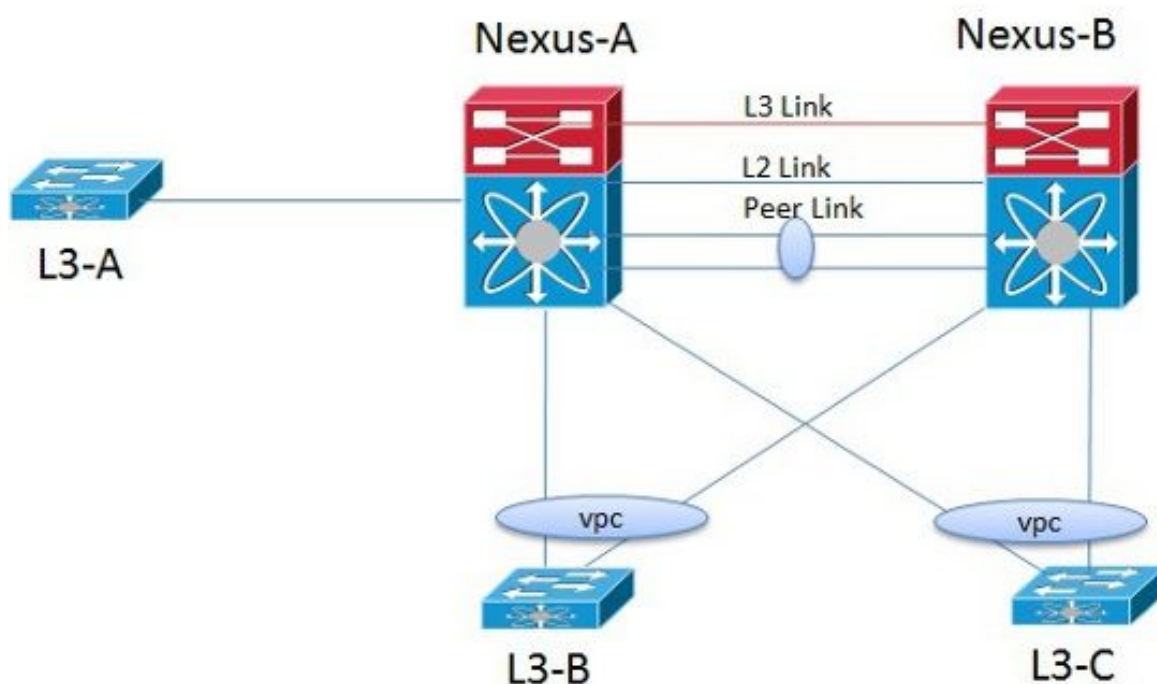 Nexus-A
Nexus-B
L3 Link
L2 Link
Peer Link
L3-A
vpc
vpc
L3-B
L3-C